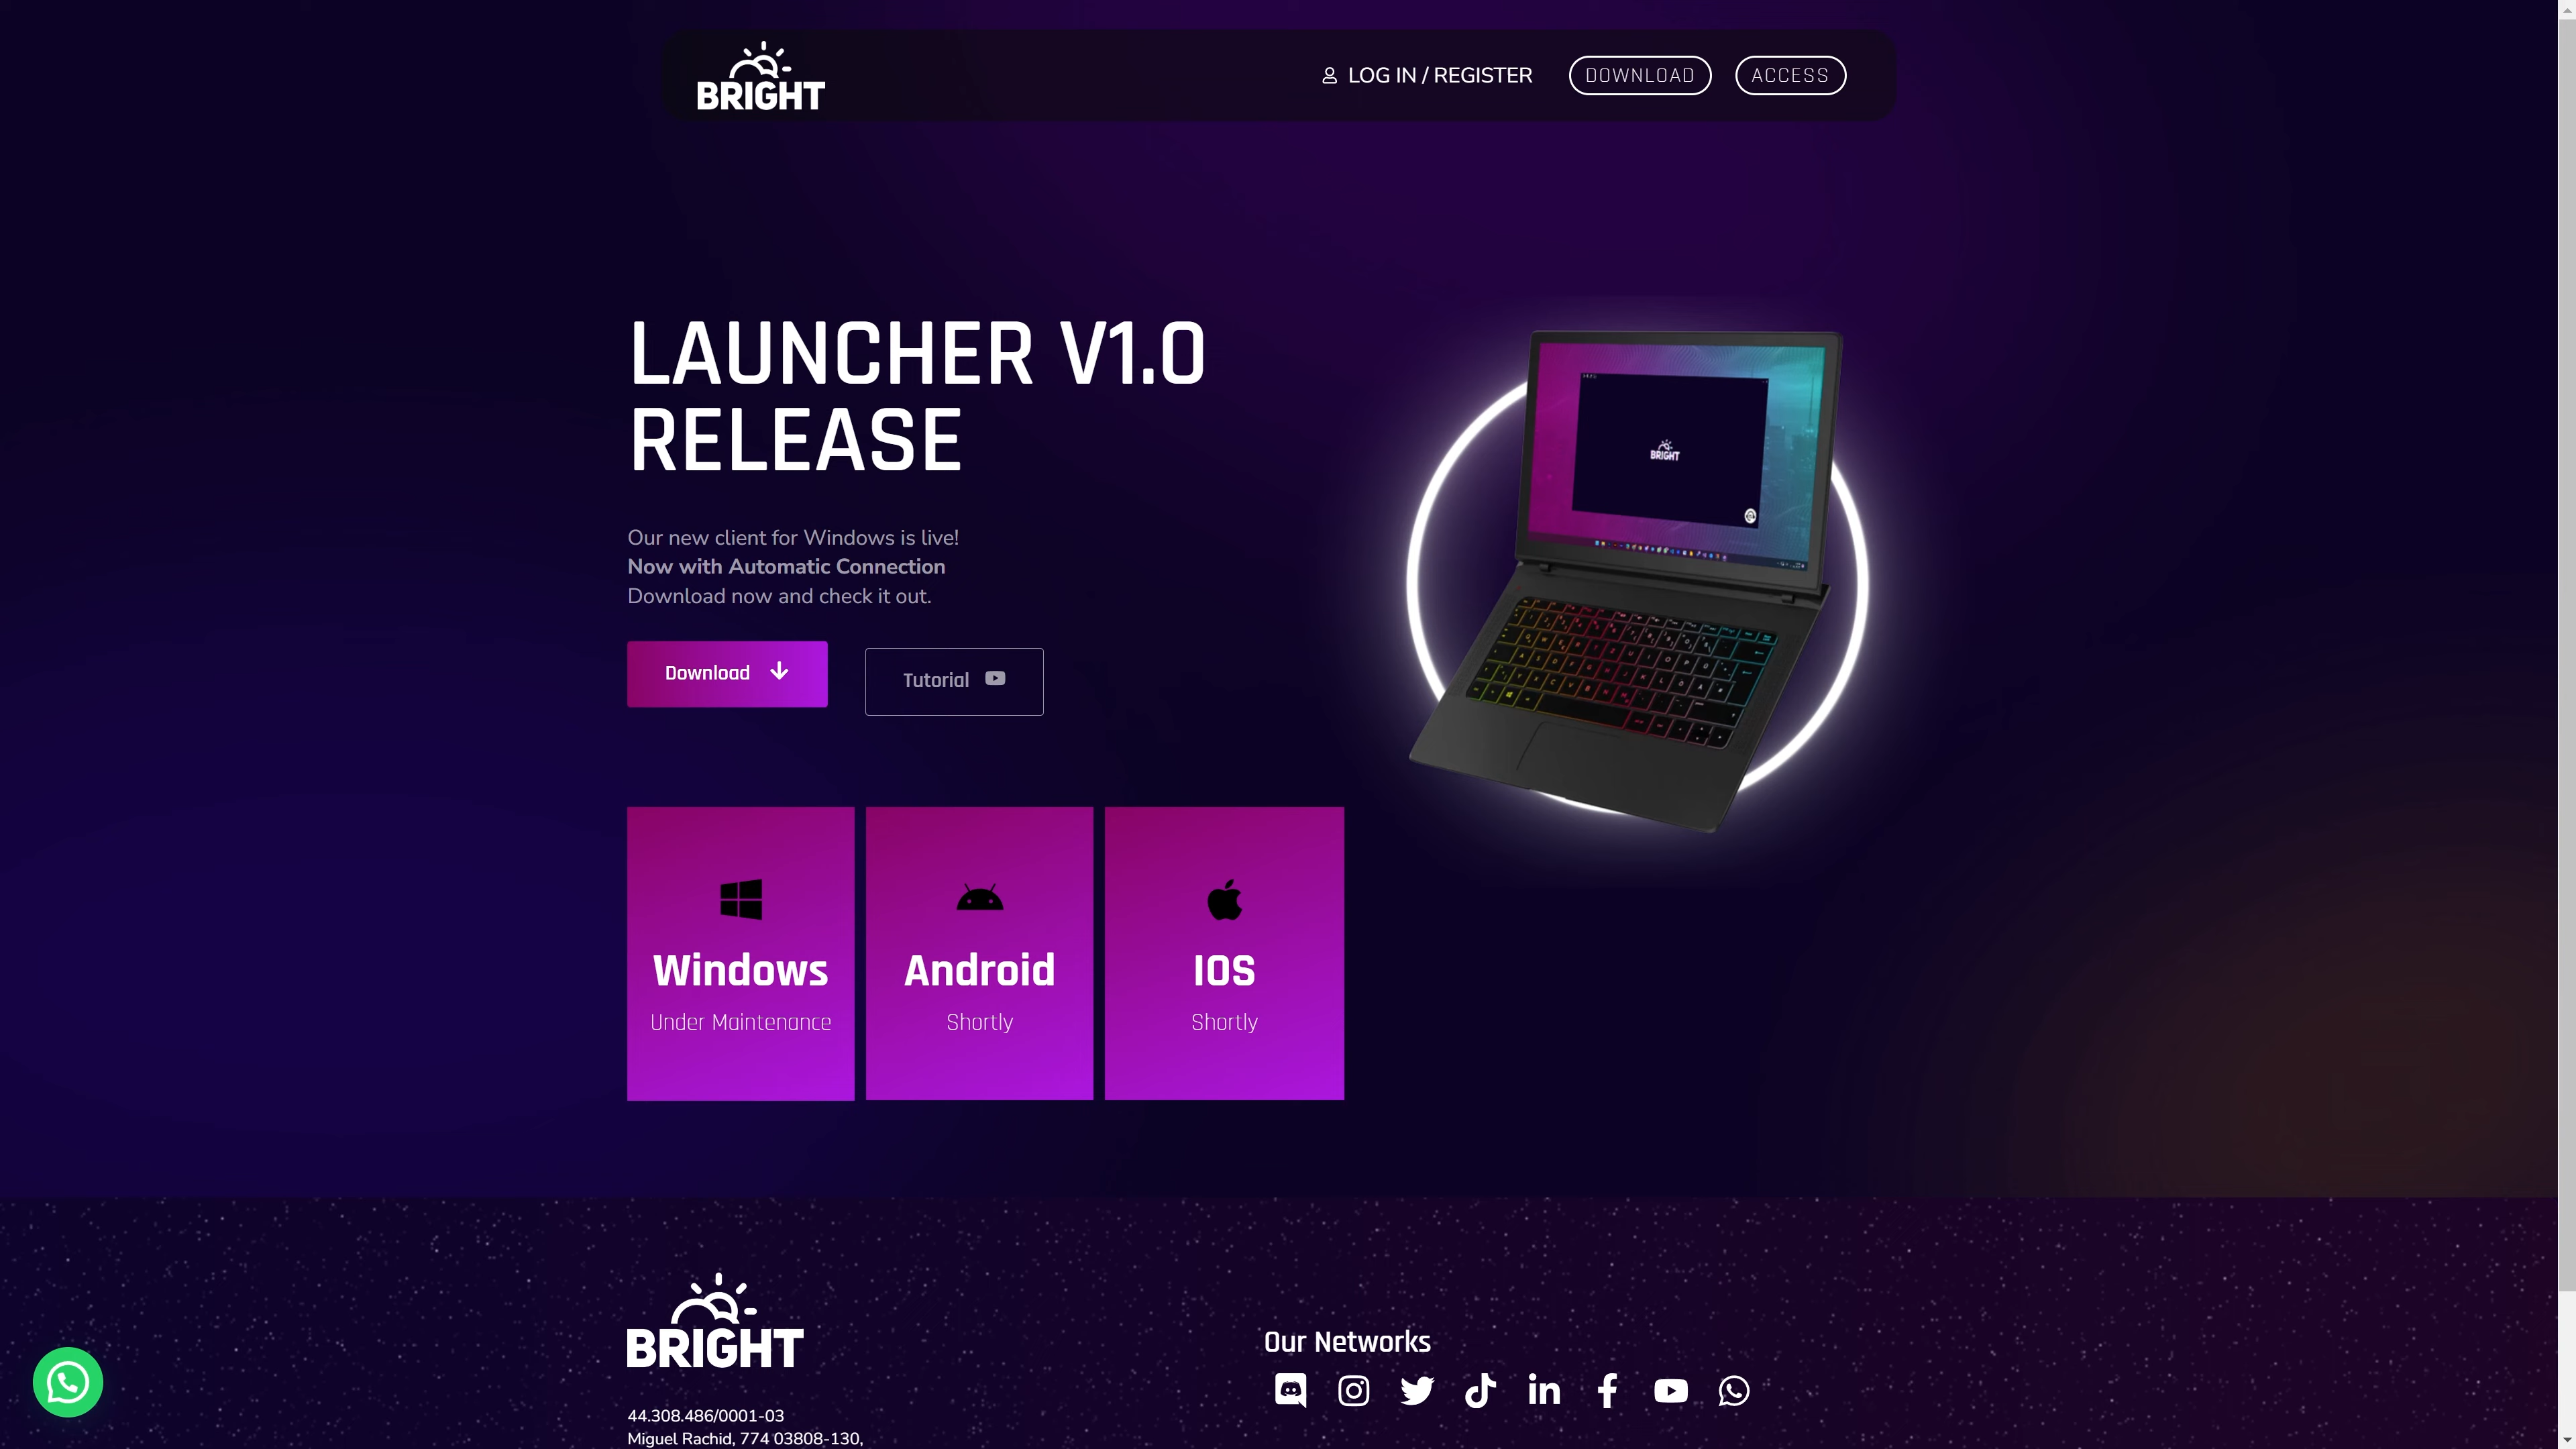 BRIGHT
LOG IN / REGISTER
DOWNLOAD
ACCESS
LAUNCHER V1.0
RELEASE
Our new client for Windows is live!
Now with Automatic Connection
Download now and check it out.
Download
Tutorial
BRIGHT
Windows
Under Maintenance
Android
Shortly
IOS
Shortly
BRIGHT
44.308.486/0001-03
Miguel Rachid, 774 03808-130,
Our Networks